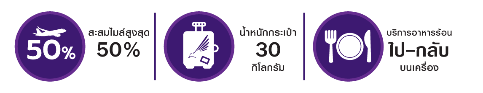 50%
สะสมไมล์สูงสุด
50%
น้ำหนักกระเป๋า
30
กิโลกรัม
บริการอาหารร้อน
ไป-กลับ
บนเครื่อง